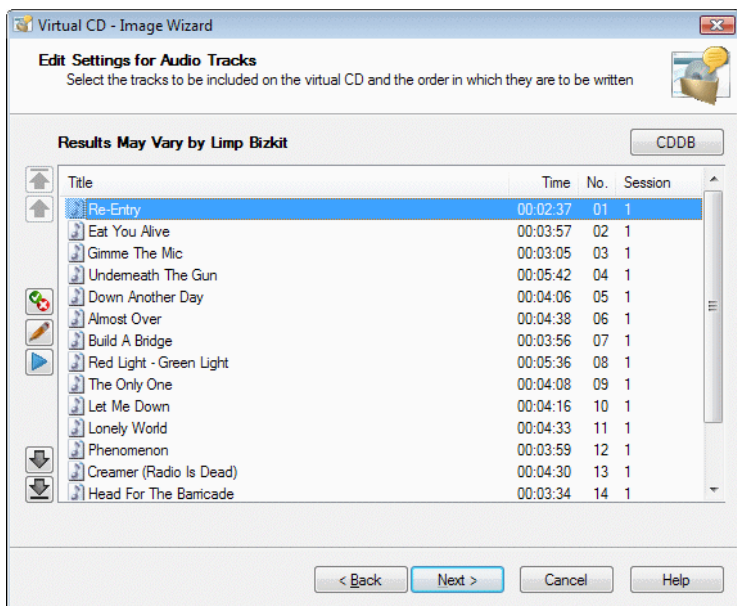 Virtual CD - Image Wizard
Edit Settings for Audio Tracks
Select the tracks to be included on the virtual CD and the order in which they are to be written
Results May Vary by Limp Bizkit
CDDB
Title Time No. Session
Re-Entry 00:02:37 01 1
Eat You Alive 00:03:57 02 1
Gimme The Mic 00:03:05 03 1
Underneath The Gun 00:05:42 04 1
Down Another Day 00:04:06 05 1
Almost Over 00:04:38 06 1
Build A Bridge 00:03:56 07 1
Red Light - Green Light 00:05:36 08 1
The Only One 00:04:08 09 1
Let Me Down 00:04:16 10 1
Lonely World 00:04:33 11 1
Phenomenon 00:03:59 12 1
Creamer (Radio Is Dead) 00:04:30 13 1
Head For The Barricade 00:03:34 14 1
< Back Next > Cancel Help